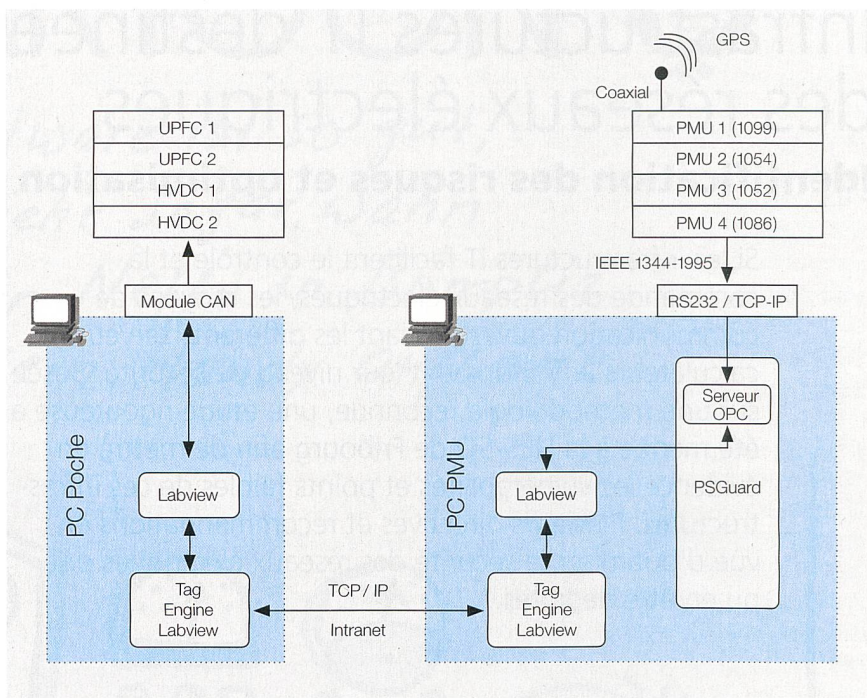 GPS
Coaxial
UPFC 1
UPFC 2
HVDC 1
HVDC 2
PMU 1 (1099)
PMU 2 (1054)
PMU 3 (1052)
PMU 4 (1086)
IEEE 1344-1995
Module CAN
RS232 / TCP-IP
PC Poche
Labview
Tag
Engine
Labview
TCP / IP
Intranet
PC PMU
Labview
Tag
Engine
Labview
Serveur
OPC
PSGuard